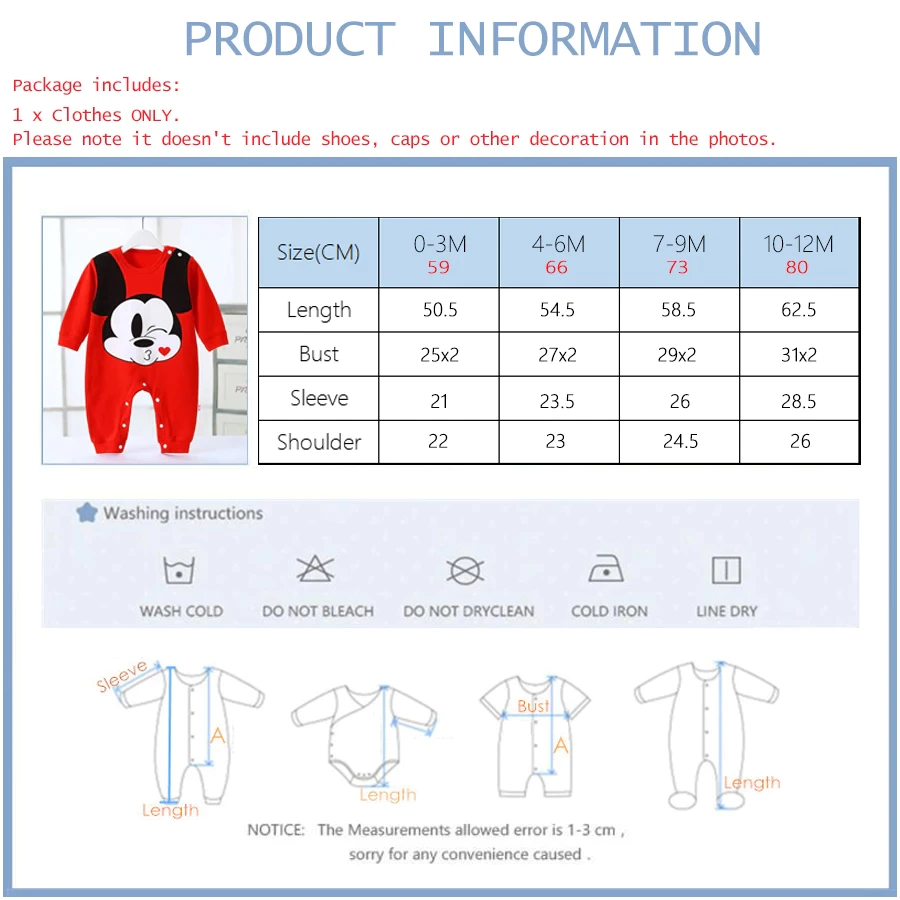 PRODUCT INFORMATION
Package includes:
1 x Clothes ONLY.
Please note it doesn't include shoes, caps or other decoration in the photos.
Size(CM) 0-3M 59 4-6M 66 7-9M 73 10-12M 80
Length 50.5 54.5 58.5 62.5
Bust 25x2 27x2 29x2 31x2
Sleeve 21 23.5 26 28.5
Shoulder 22 23 24.5 26
Washing instructions
WASH COLD DO NOT BLEACH DO NOT DRYCLEAN COLD IRON LINE DRY
Sleeve
A
Length
Length
Bust
A
Length
NOTICE: The Measurements allowed error is 1-3 cm ,
sorry for any convenience caused .